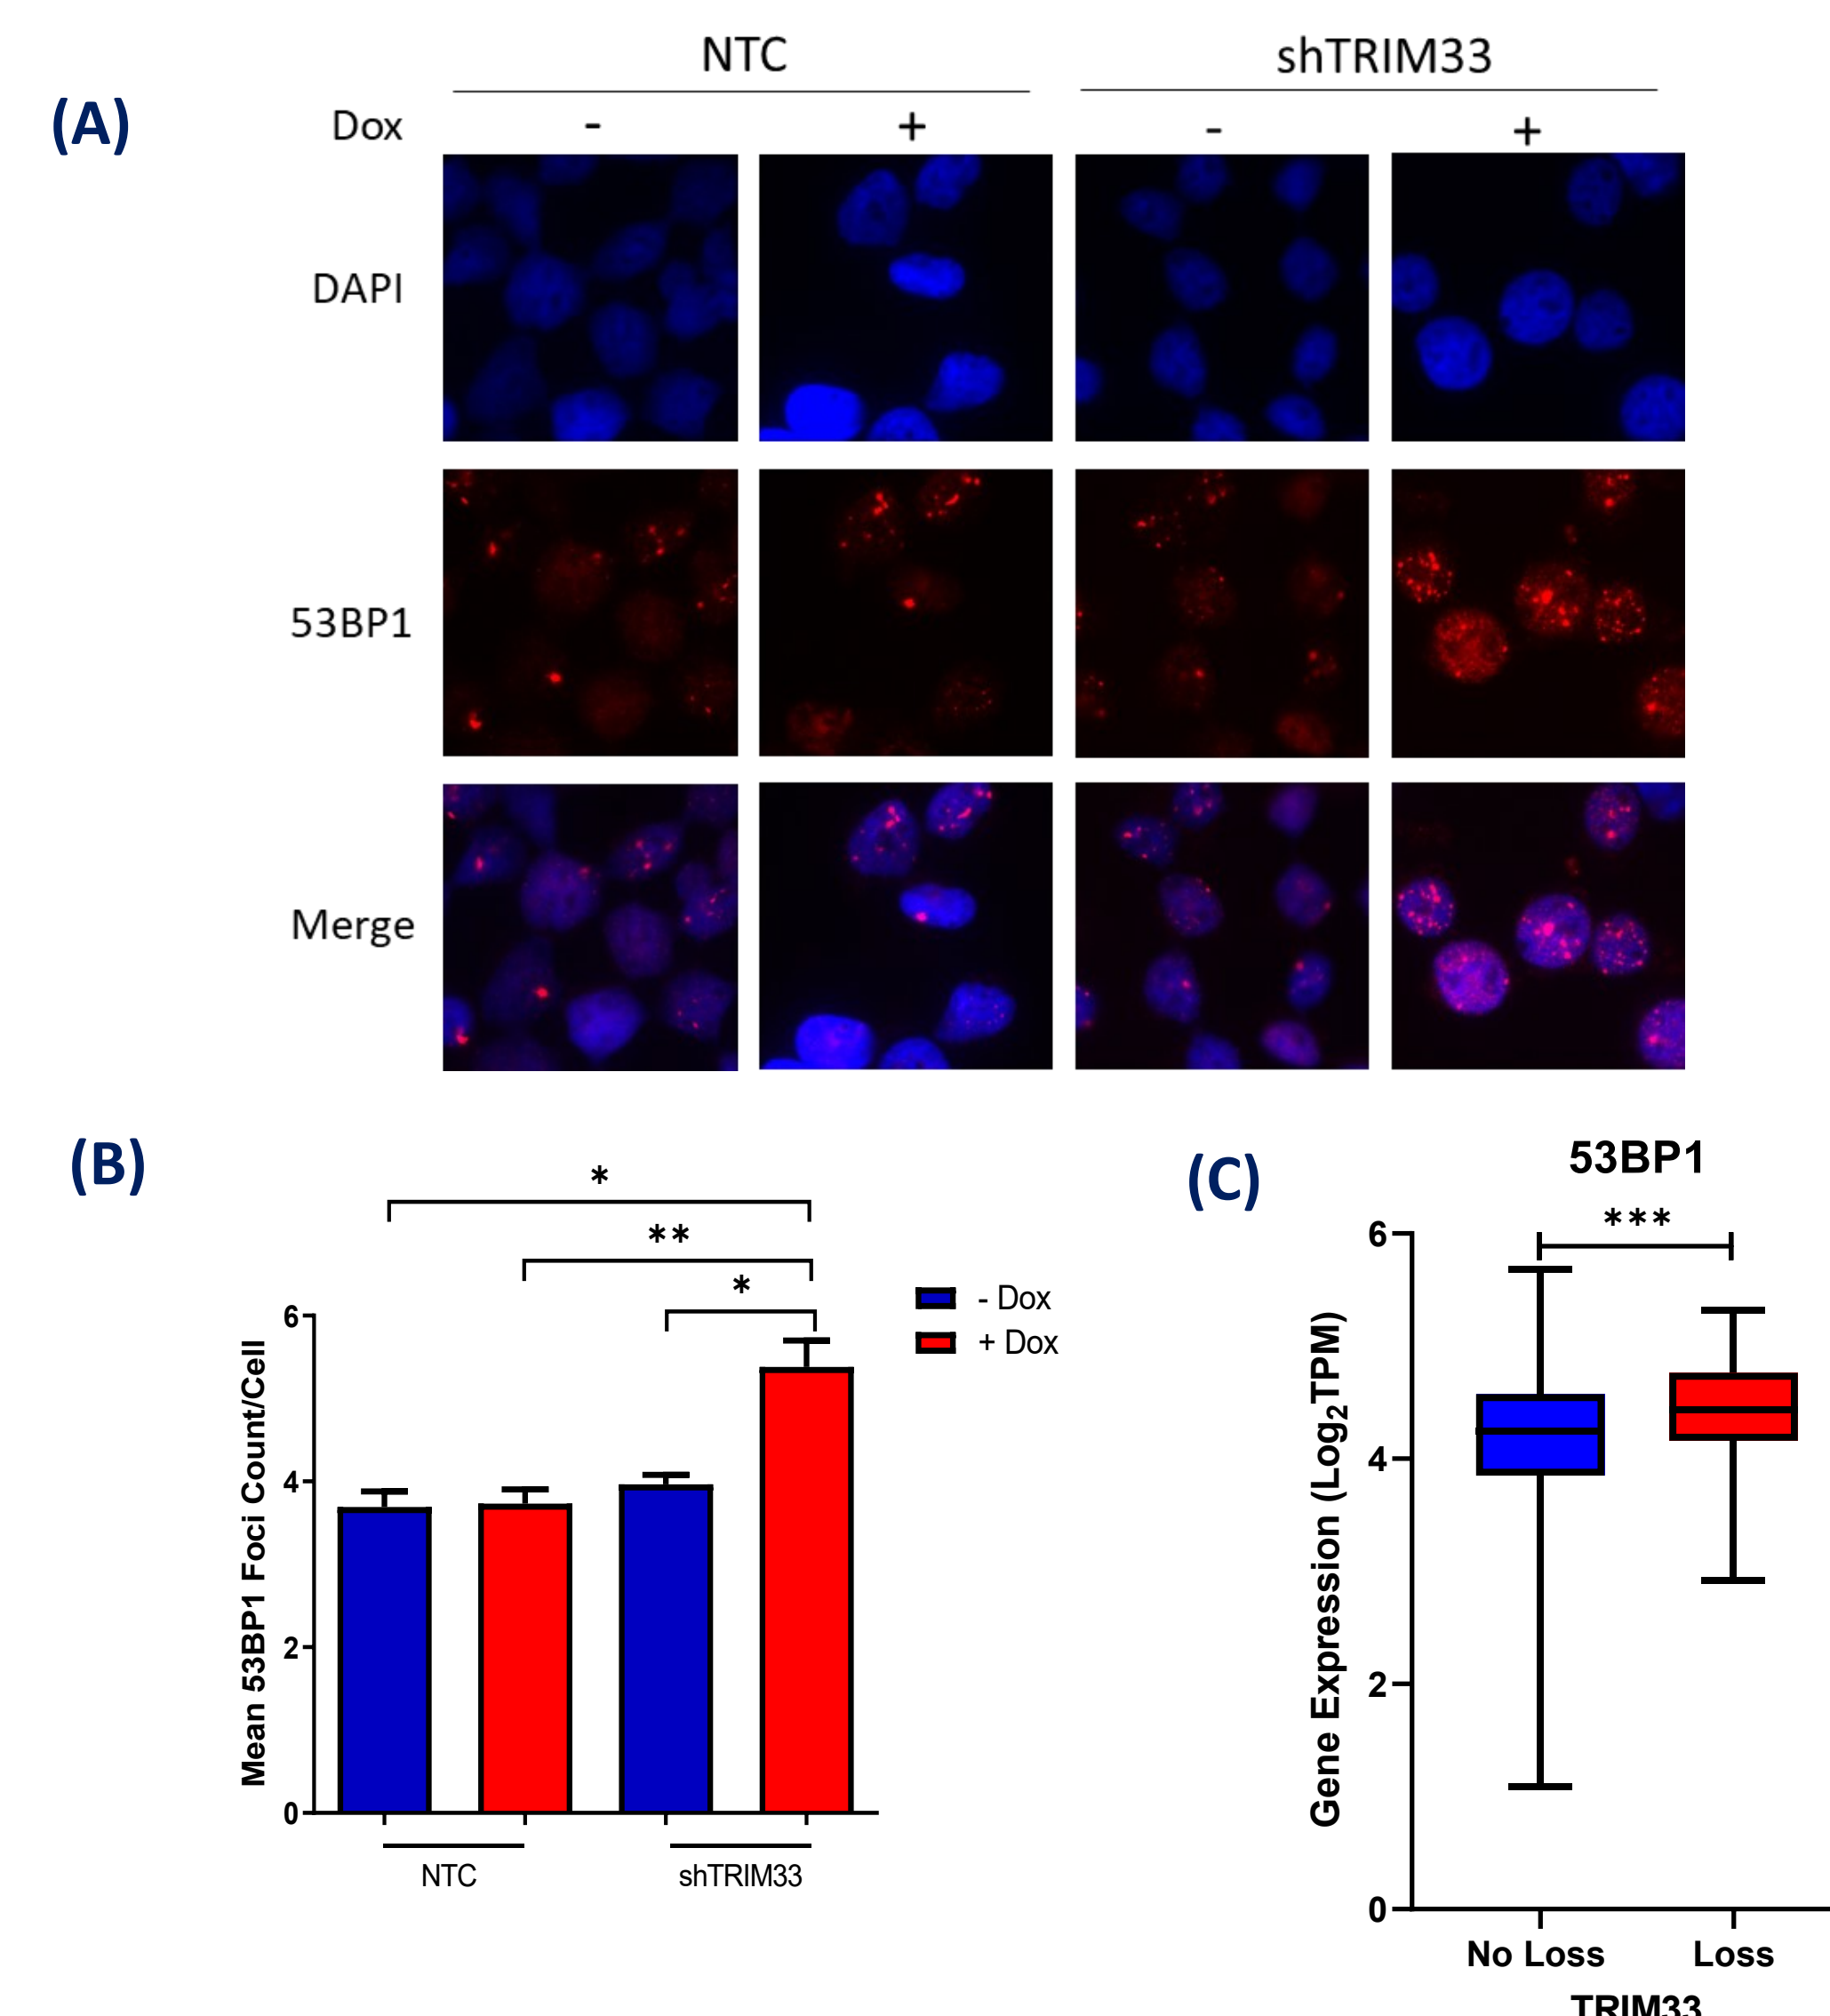 NTC shTRIM33
(A)
Dox - + - +
DAPI
53BP1
Merge
(B)
*
**
*
- Dox
+ Dox
6
4
2
0
Mean 53BP1 Foci Count/Cell
NTC shTRIM33
(C)
53BP1
***
6
4
2
0
Gene Expression (Log2TPM)
No Loss Loss
TRIM33